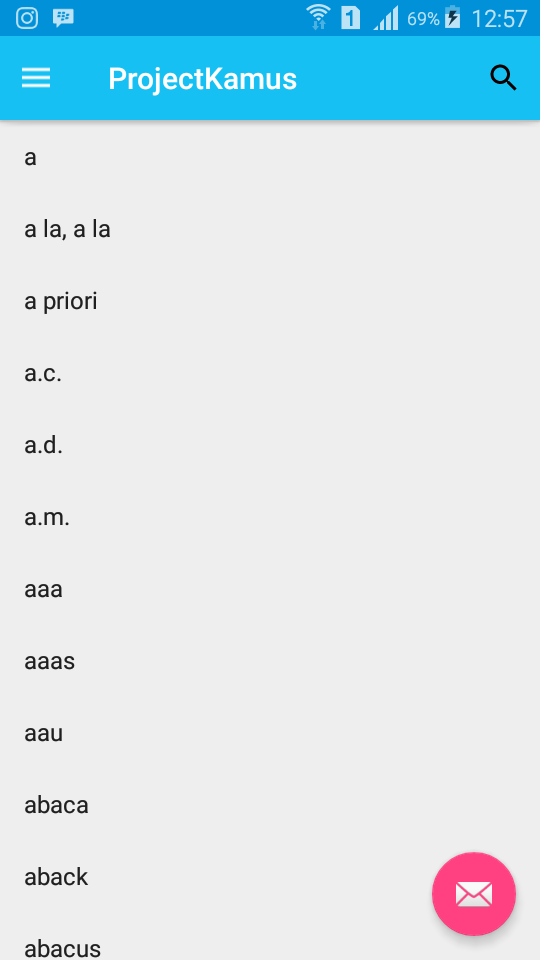 1
69%
12:57
ProjectKamus
a
a la, a la
a priori
a.c.
a.d.
a.m.
aaa
aaas
aau
abaca
aback
abacus